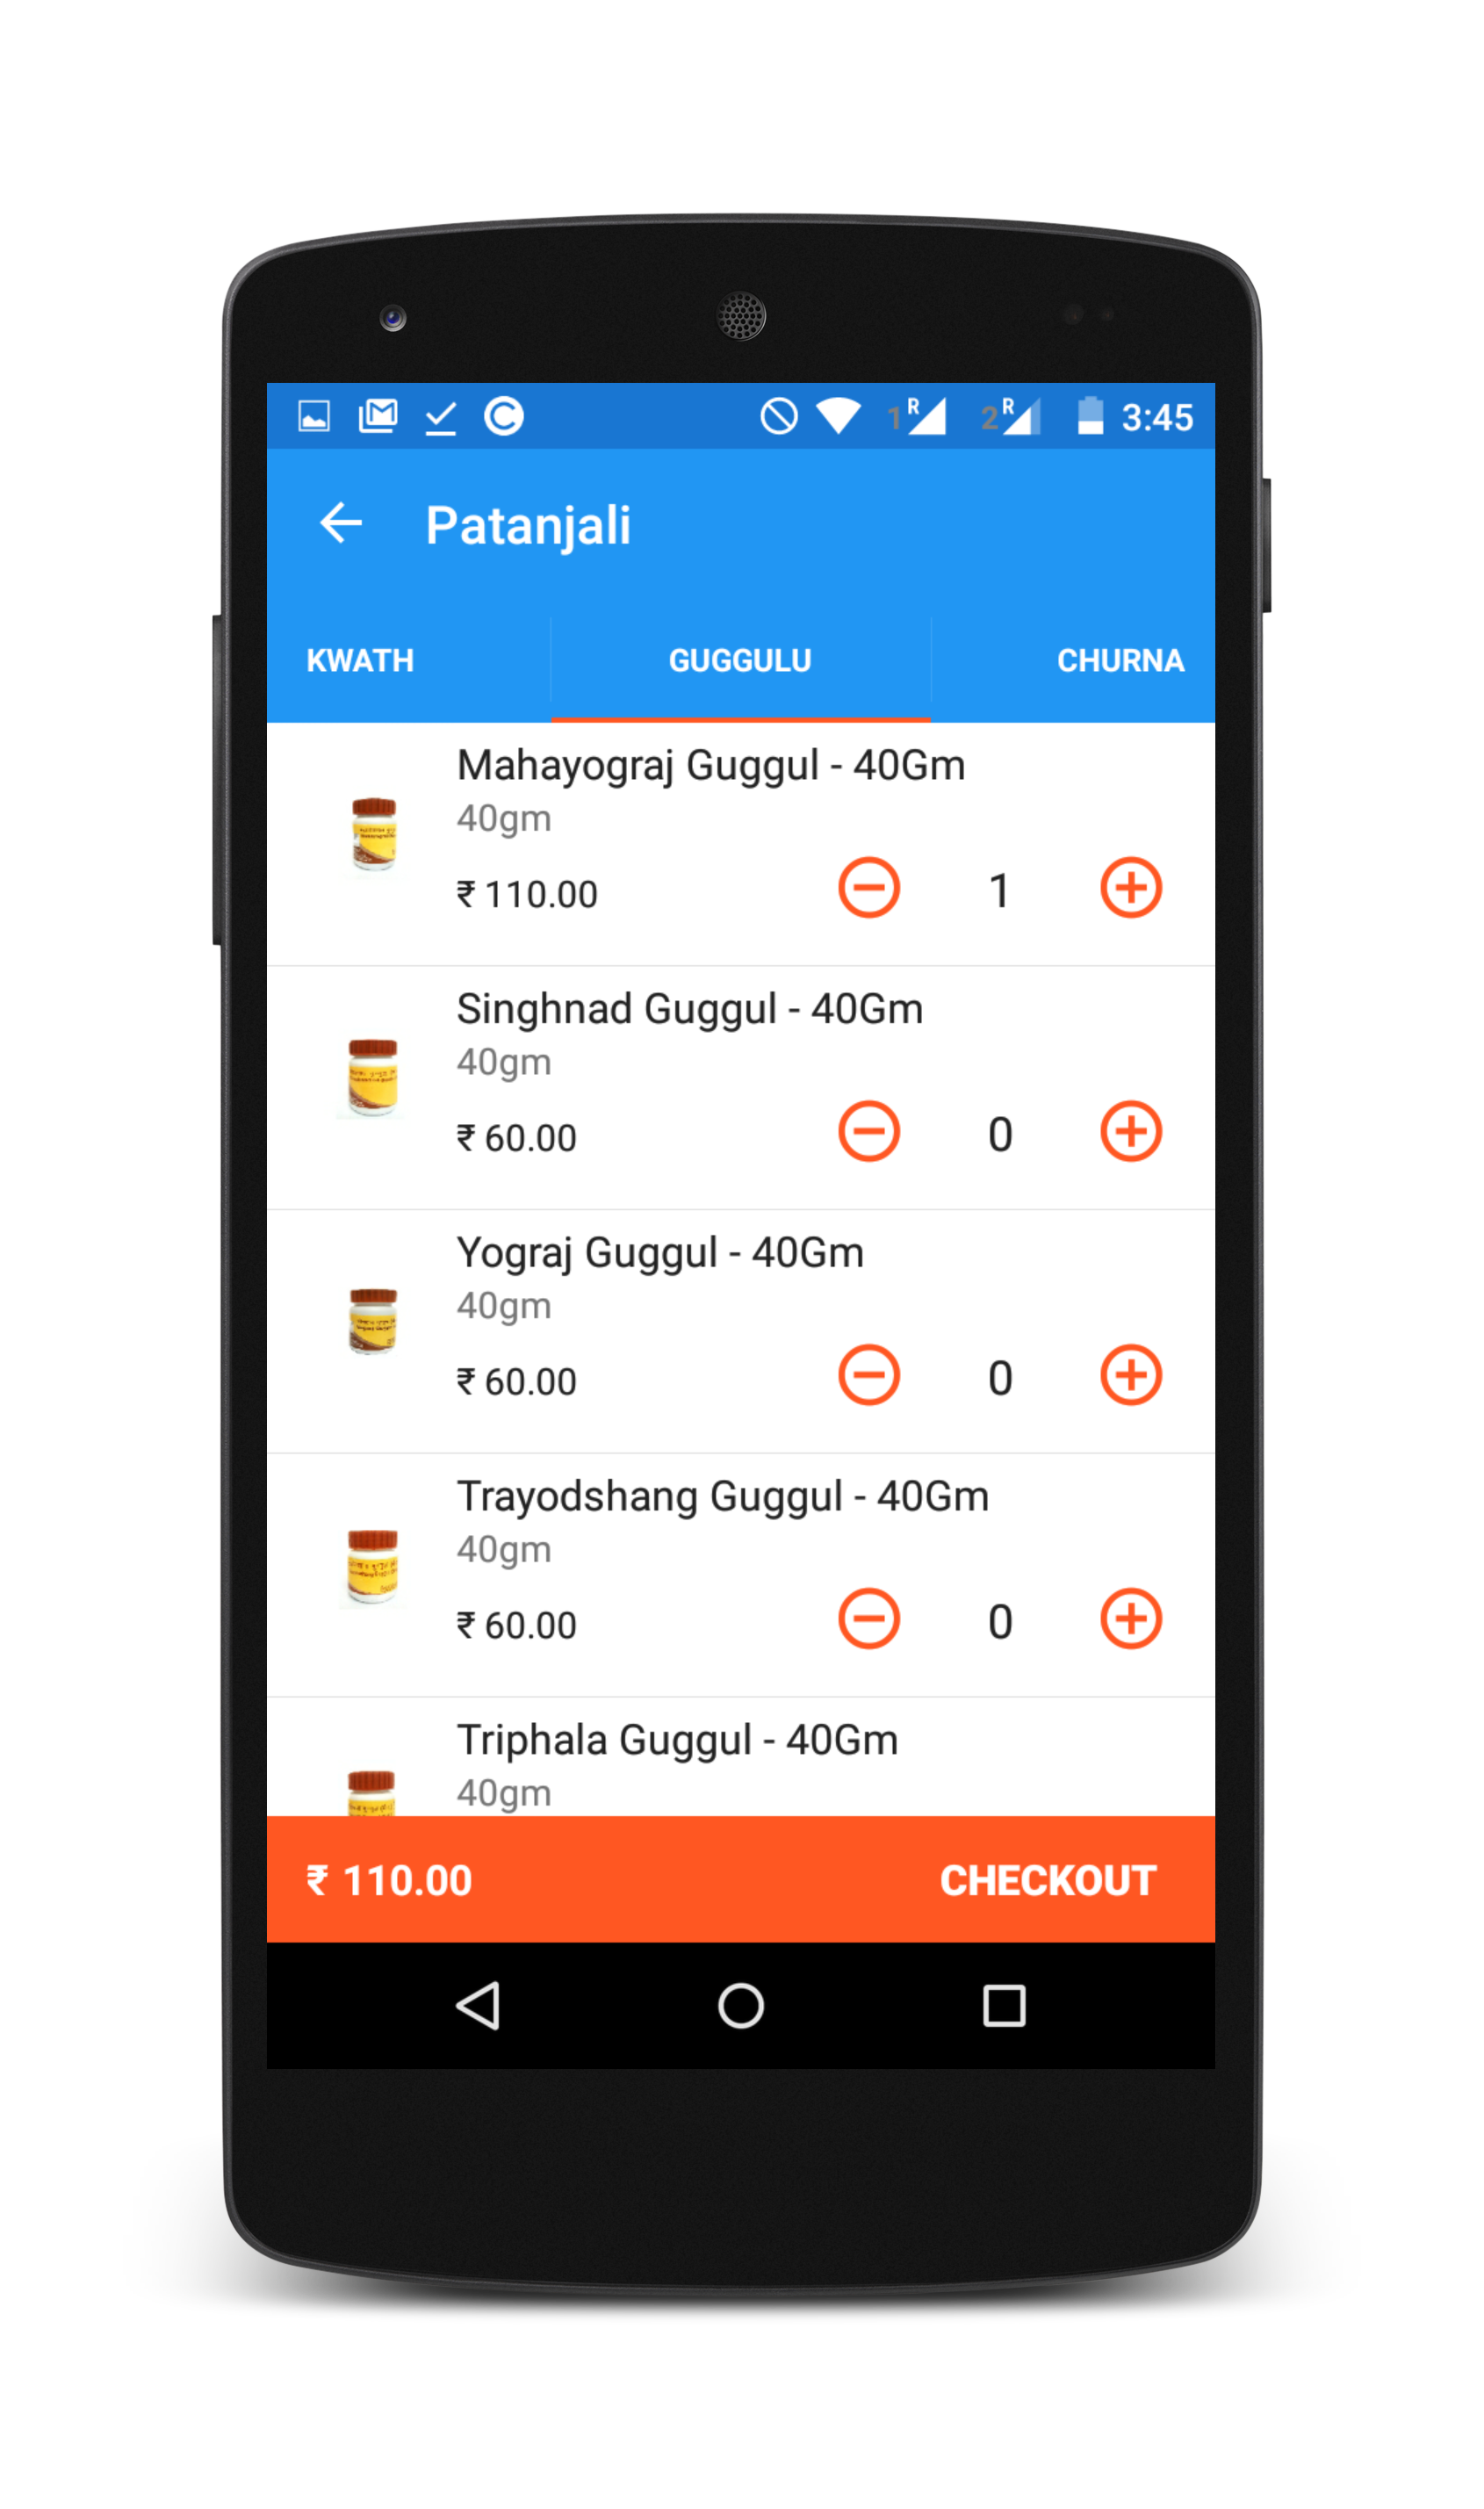 1 R 2 R 3:45
Patanjali
KWATH GUGGULU CHURNA
Mahayograj Guggul - 40Gm
40gm
₹ 110.00 1
Singhnad Guggul - 40Gm
40gm
₹ 60.00 0
Yograj Guggul - 40Gm
40gm
₹ 60.00 0
Trayodshang Guggul - 40Gm
40gm
₹ 60.00 0
Triphala Guggul - 40Gm
40gm
₹ 110.00 CHECKOUT